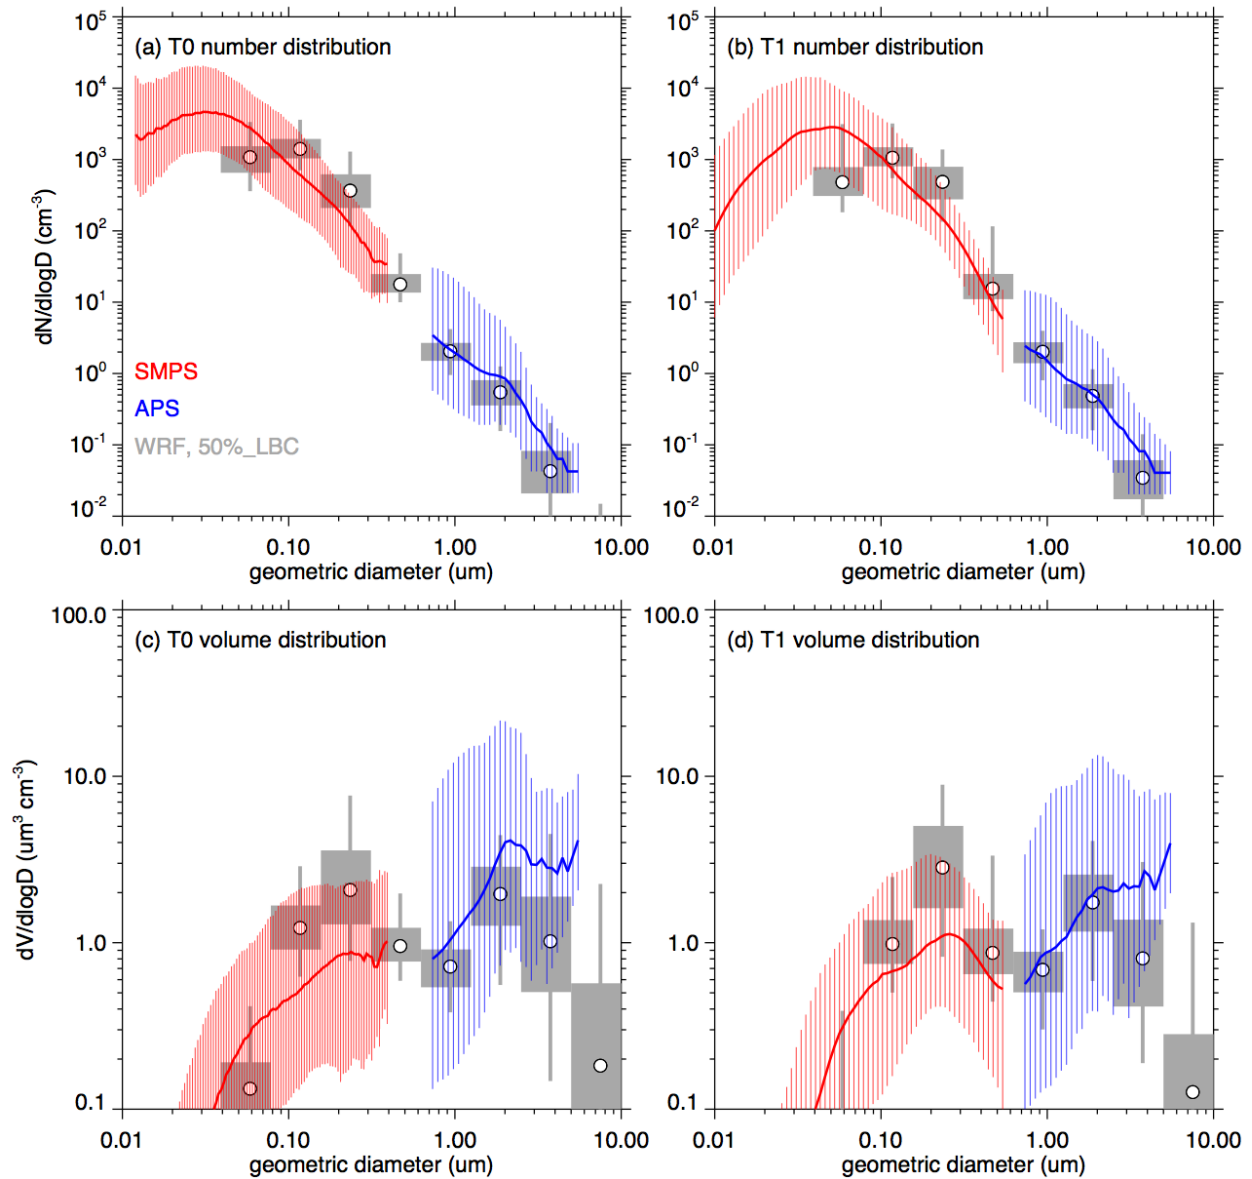 (a) T0 number distribution
10^5
10^4
10^3
10^2
10^1
10^0
10^-1
10^-2
dN/dlogD (cm^-3)
SMPS
APS
WRF, 50%_LBC
0.01 0.10 1.00 10.00
geometric diameter (um)
(b) T1 number distribution
10^5
10^4
10^3
10^2
10^1
10^0
10^-1
10^-2
0.01 0.10 1.00 10.00
geometric diameter (um)
(c) T0 volume distribution
100.0
10.0
1.0
0.1
dV/dlogD (um^3 cm^-3)
0.01 0.10 1.00 10.00
geometric diameter (um)
(d) T1 volume distribution
100.0
10.0
1.0
0.1
0.01 0.10 1.00 10.00
geometric diameter (um)